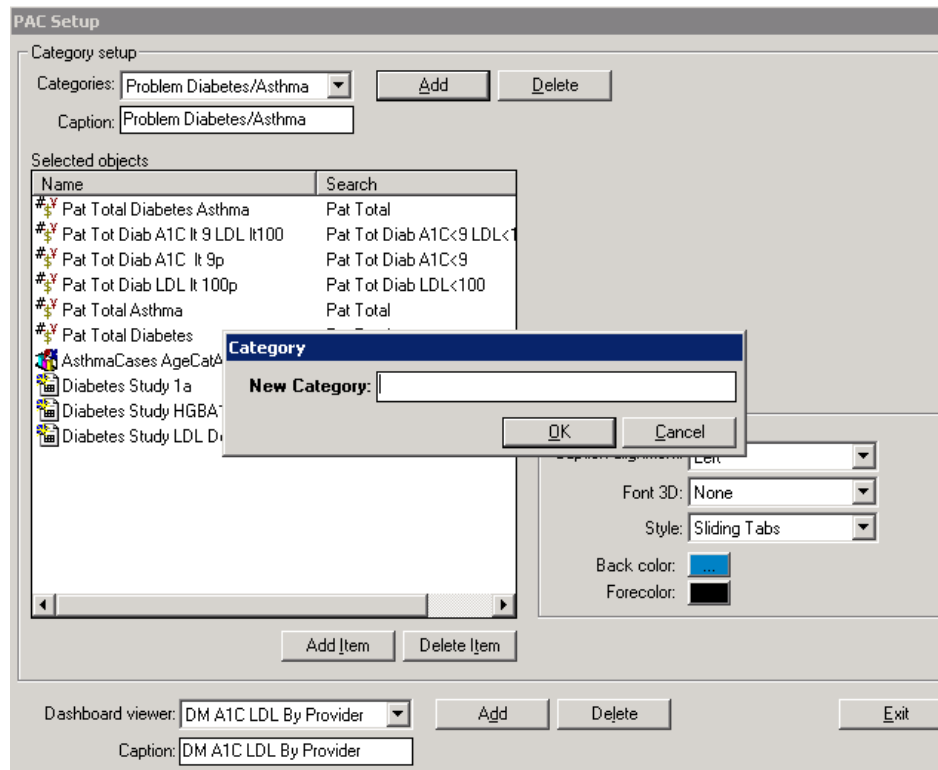 PAC Setup
Category setup
Categories: Problem Diabetes/Asthma Add Delete
Caption: Problem Diabetes/Asthma
Selected objects
Name Search
Pat Total Diabetes Asthma Pat Total
Pat Tot Diab A1C lt 9 LDL lt100 Pat Tot Diab A1C<9 LDL<1
Pat Tot Diab A1C lt 9p Pat Tot Diab A1C<9
Pat Tot Diab LDL lt 100p Pat Tot Diab LDL<100
Pat Total Asthma Pat Total
Pat Total Diabetes
AsthmaCases AgeCatA
Diabetes Study 1a
Diabetes Study HGBA1
Diabetes Study LDL De
Category
New Category:
OK Cancel
Left
Font 3D: None
Style: Sliding Tabs
Back color: ...
Forecolor:
Add Item Delete Item
Dashboard viewer: DM A1C LDL By Provider Add Delete Exit
Caption: DM A1C LDL By Provider